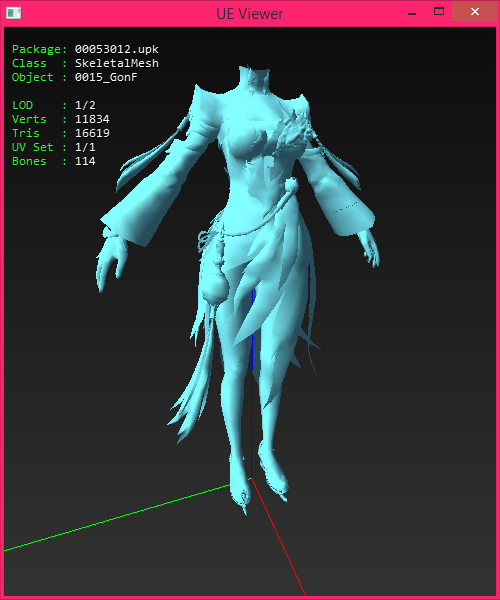 UE Viewer
Package: 00053012.upk
Class  : SkeletalMesh
Object : 0015_GonF
LOD    : 1/2
Verts  : 11834
Tris   : 16619
UV Set : 1/1
Bones  : 114